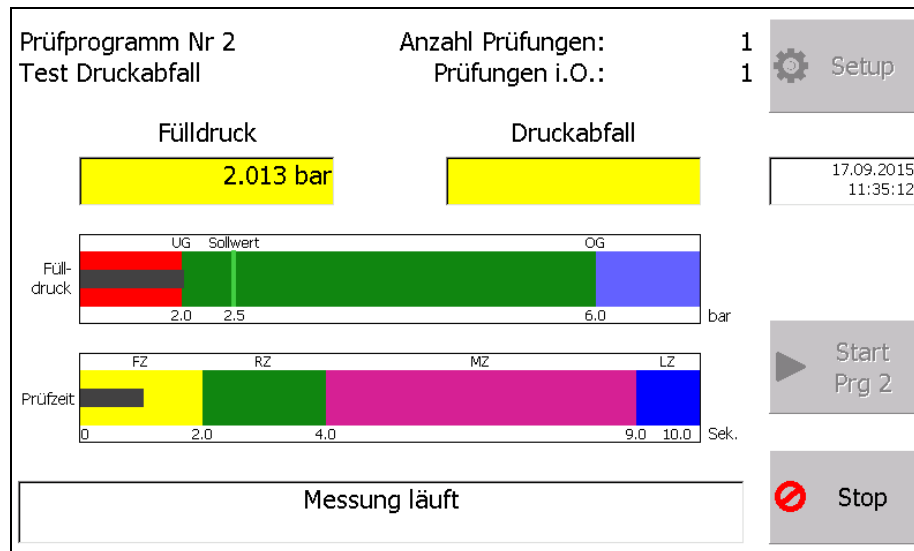 Prüfprogramm Nr 2
Anzahl Prüfungen: 1
Test Druckabfall
Prüfungen i.O.: 1
Setup
Fülldruck
Druckabfall
2.013 bar
17.09.2015
11:35:12
UG Sollwert OG
Füll-
druck
2.0 2.5 6.0 bar
FZ RZ MZ LZ
Prüfzeit
0 2.0 4.0 9.0 10.0 Sek.
Start
Prg 2
Messung läuft
Stop